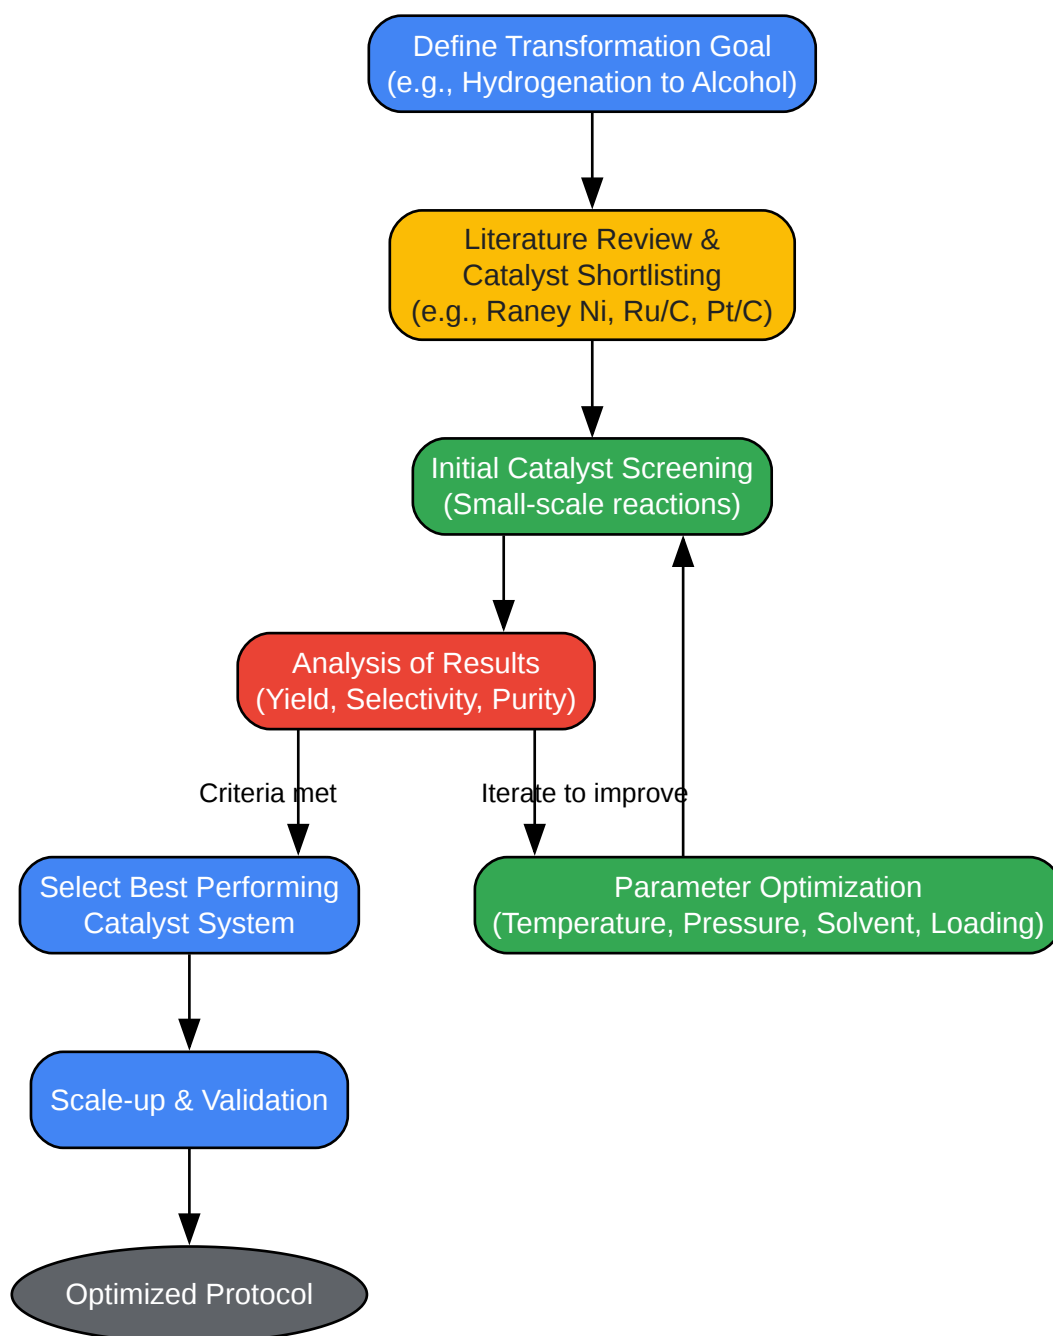 Define Transformation Goal
(e.g., Hydrogenation to Alcohol)
Literature Review &
Catalyst Shortlisting
(e.g., Raney Ni, Ru/C, Pt/C)
Initial Catalyst Screening
(Small-scale reactions)
Analysis of Results
(Yield, Selectivity, Purity)
Criteria met
Iterate to improve
Select Best Performing
Catalyst System
Parameter Optimization
(Temperature, Pressure, Solvent, Loading)
Scale-up & Validation
Optimized Protocol